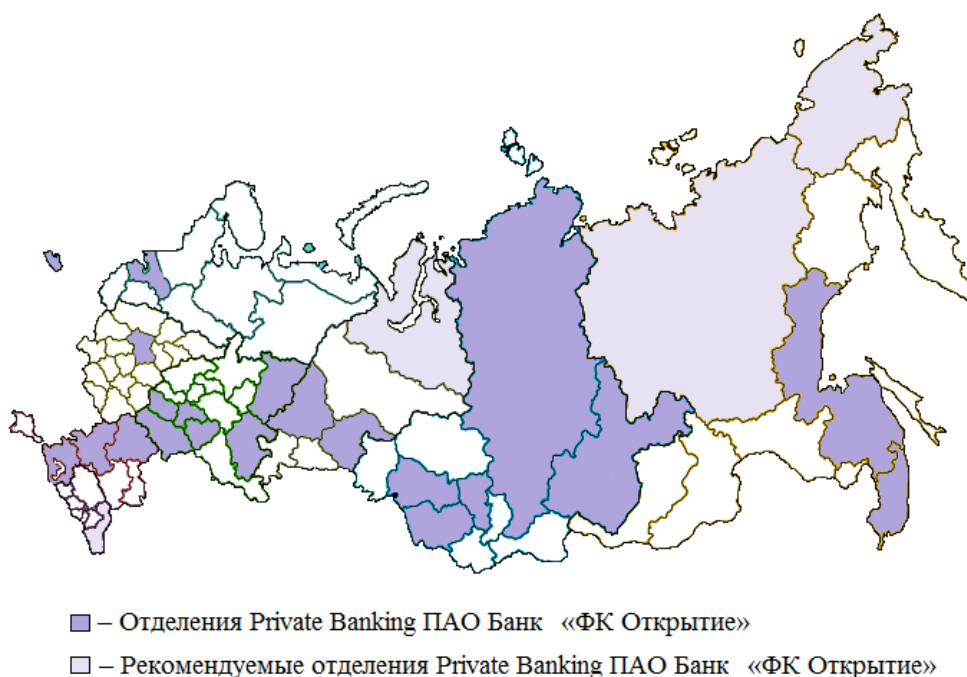 – Отделения Private Banking ПАО Банк «ФК Открытие»
– Рекомендуемые отделения Private Banking ПАО Банк «ФК Открытие»